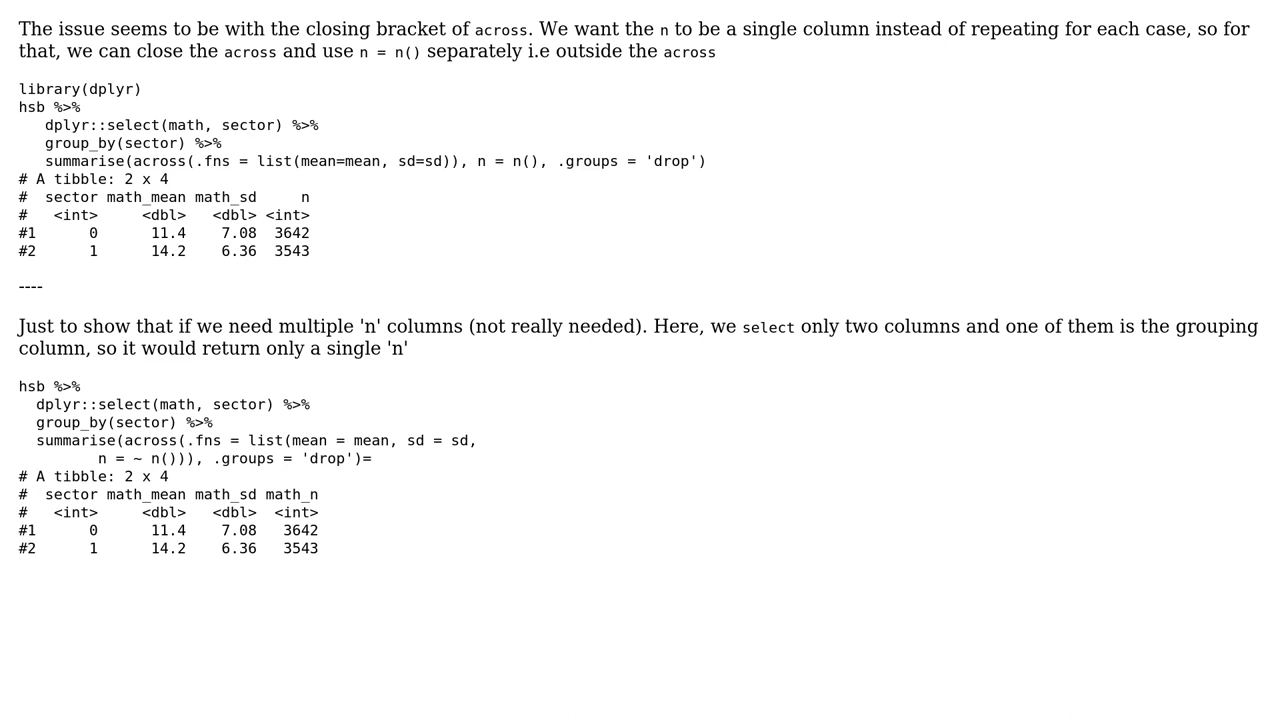 The issue seems to be with the closing bracket of across. We want the n to be a single column instead of repeating for each case, so for
that, we can close the across and use n = n() separately i.e outside the across
library(dplyr)
hsb %>%
   dplyr::select(math, sector) %>%
   group_by(sector) %>%
   summarise(across(.fns = list(mean=mean, sd=sd)), n = n(), .groups = 'drop')
# A tibble: 2 x 4
#  sector math_mean math_sd     n
#   <int>     <dbl>   <dbl> <int>
#1      0      11.4    7.08  3642
#2      1      14.2    6.36  3543
----
Just to show that if we need multiple 'n' columns (not really needed). Here, we select only two columns and one of them is the grouping
column, so it would return only a single 'n'
hsb %>%
  dplyr::select(math, sector) %>%
  group_by(sector) %>%
  summarise(across(.fns = list(mean = mean, sd = sd,
         n = ~ n())), .groups = 'drop')=
# A tibble: 2 x 4
#  sector math_mean math_sd math_n
#   <int>     <dbl>   <dbl>  <int>
#1      0      11.4    7.08   3642
#2      1      14.2    6.36   3543